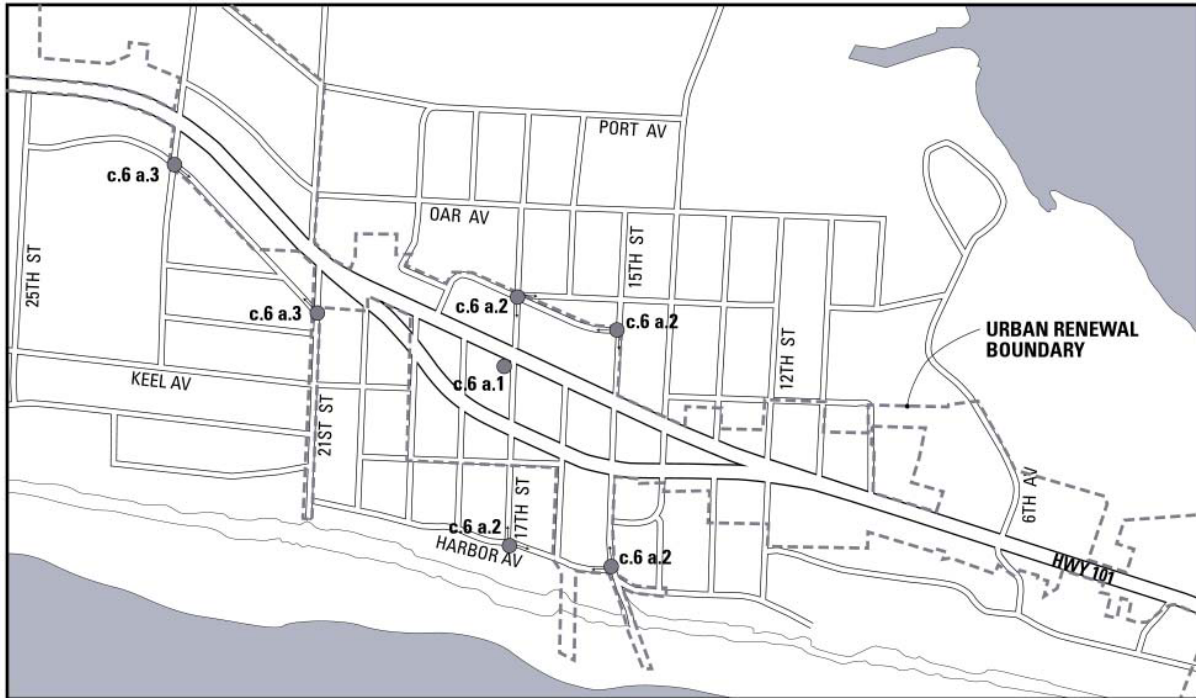 PORT AV
c.6 a.3
OAR AV
15TH ST
25TH ST
c.6 a.2
c.6 a.3
c.6 a.2
URBAN RENEWAL
BOUNDARY
12TH ST
c.6 a.1
KEEL AV
21ST ST
17TH ST
6TH AV
c.6 a.2
HARBOR AV
c.6 a.2
HWY 101